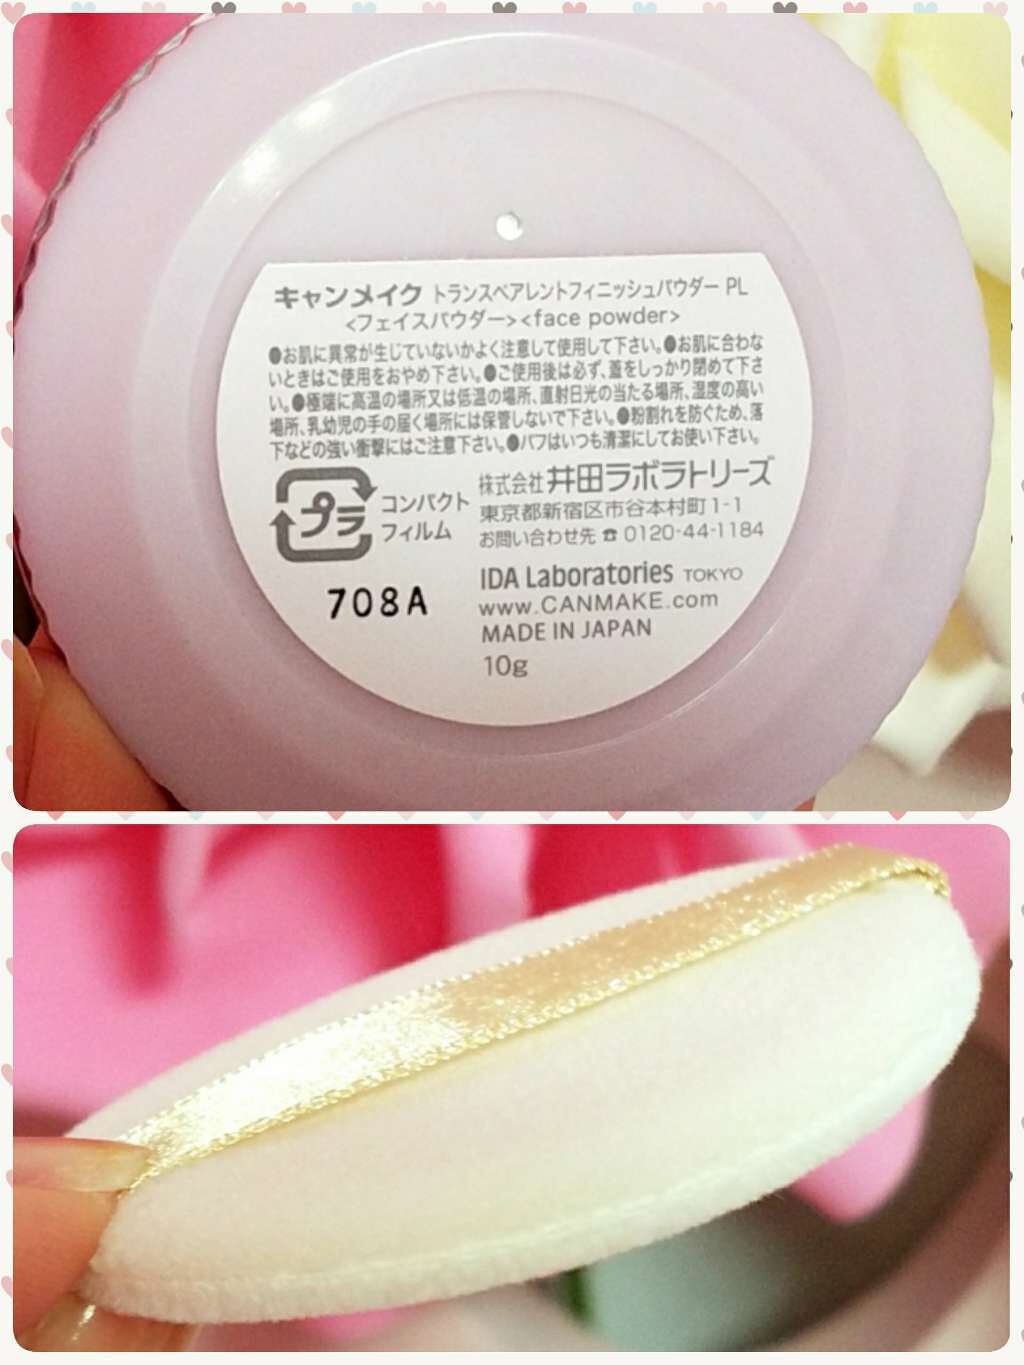 キャンメイク トランスペアレントフィニッシュパウダー PL
<フェイスパウダー><face powder>
●お肌に異常が生じていないかよく注意して使用して下さい。●お肌に合わな
いときはご使用をおやめ下さい。●ご使用後は必ず、蓋をしっかり閉めて下さ
い。●極端に高温の場所又は低温の場所、直射日光の当たる場所、湿度の高い
場所、乳幼児の手の届く場所には保管しないで下さい。●粉割れを防ぐため、落
下などの強い衝撃にはご注意下さい。●パフはいつも清潔にしてお使い下さい。
プラ
コンパクト
フィルム
株式会社 井田ラボラトリーズ
東京都新宿区市谷本村町1-1
お問い合わせ先 ☎ 0120-44-1184
IDA Laboratories TOKYO
www.CANMAKE.com
MADE IN JAPAN
10g
708A